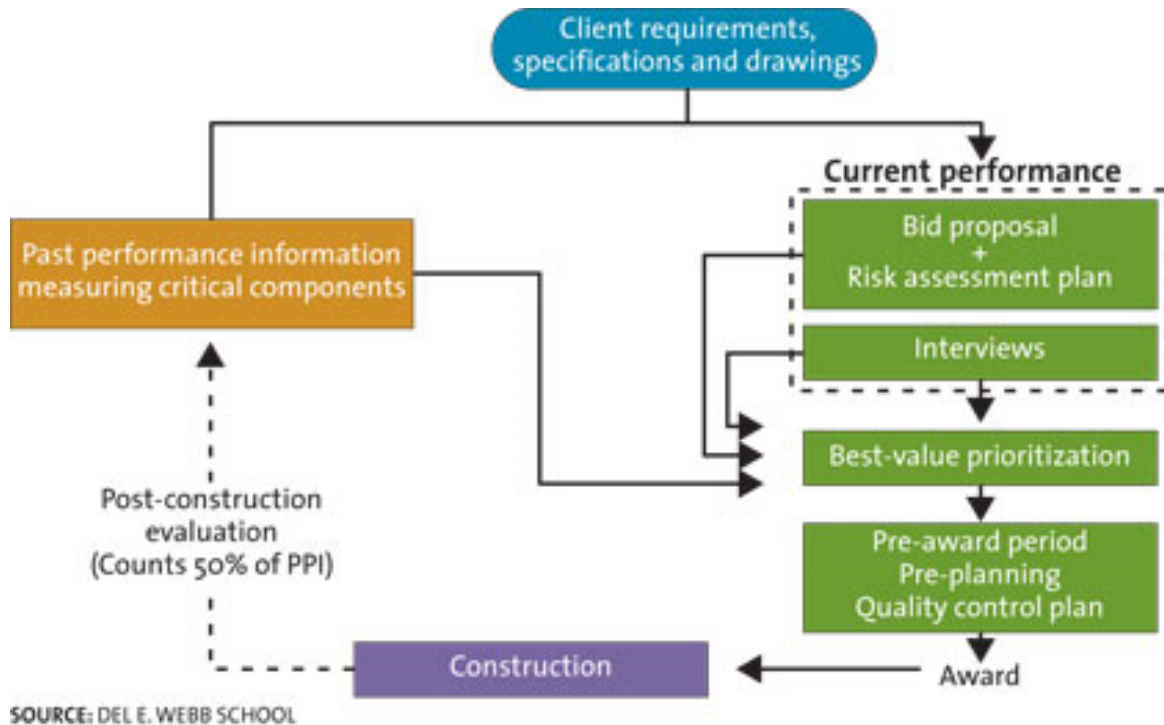 Client requirements,
specifications and drawings
Current performance
Bid proposal
+
Risk assessment plan
Past performance information
measuring critical components
Interviews
Best-value prioritization
Post-construction
evaluation
(Counts 50% of PPI)
Pre-award period
Pre-planning
Quality control plan
Construction
Award
SOURCE: DEL E. WEBB SCHOOL